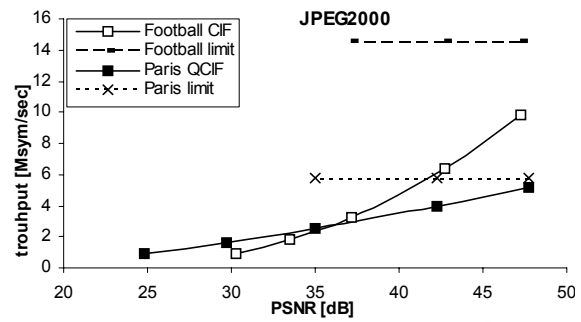 JPEG2000
Football CIF
Football limit
Paris QCIF
Paris limit
trouhput [Msym/sec]
16
14
12
10
8
6
4
2
0
20 25 30 35 40 45 50
PSNR [dB]